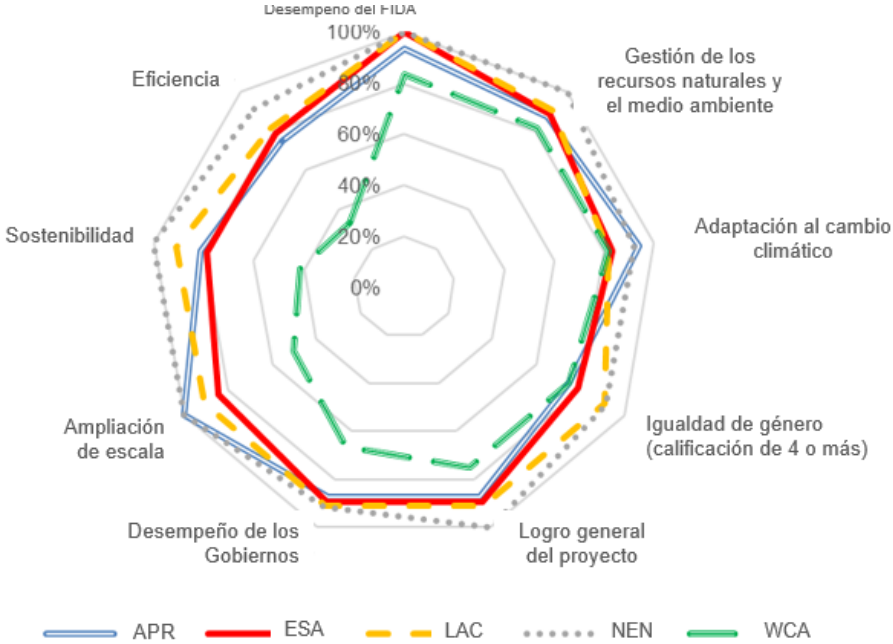 Desempeño del FIDA
100%
80%
60%
40%
20%
0%
Gestión de los
recursos naturales y
el medio ambiente
Adaptación al cambio
climático
Igualdad de género
(calificación de 4 o más)
Logro general
del proyecto
Desempeño de los
Gobiernos
Ampliación
de escala
Sostenibilidad
Eficiencia
APR
ESA
LAC
NEN
WCA